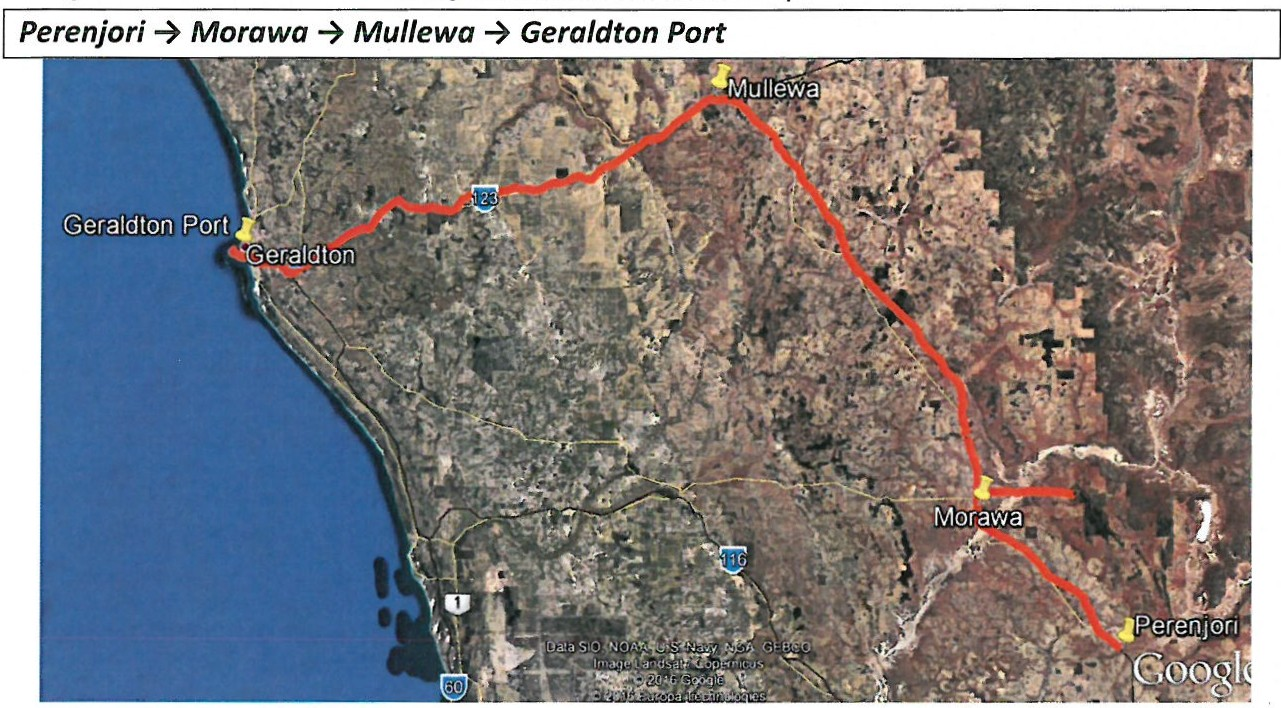 Perenjori → Morawa → Mullewa → Geraldton Port
Mullewa
123
Geraldton Port
Geraldton
Morawa
116
1
Perenjori
Data SIO, NOAA, U.S. Navy, NGA, GEBCO
Image Landsat / Copernicus
© 2016 Google
© 2016 Europa Technologies
Google
60